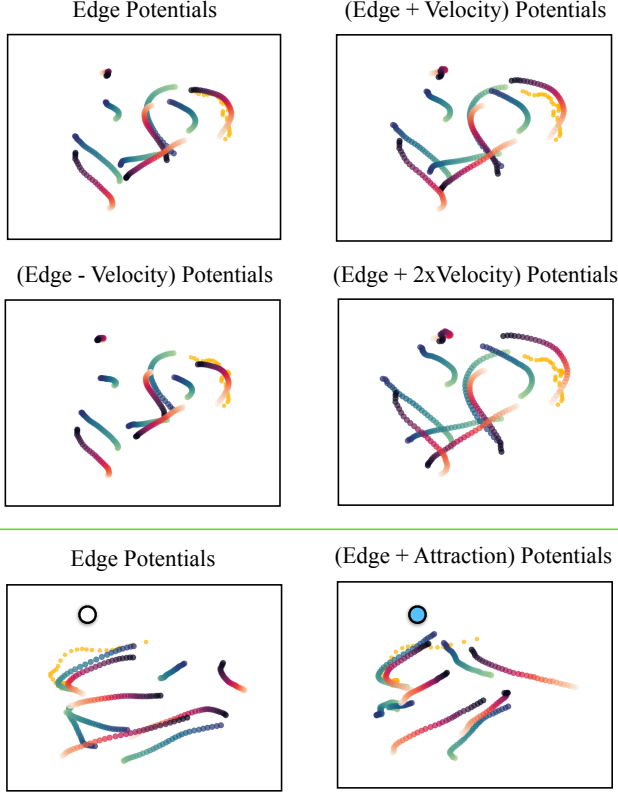 Edge Potentials
(Edge + Velocity) Potentials
(Edge - Velocity) Potentials
(Edge + 2xVelocity) Potentials
Edge Potentials
(Edge + Attraction) Potentials